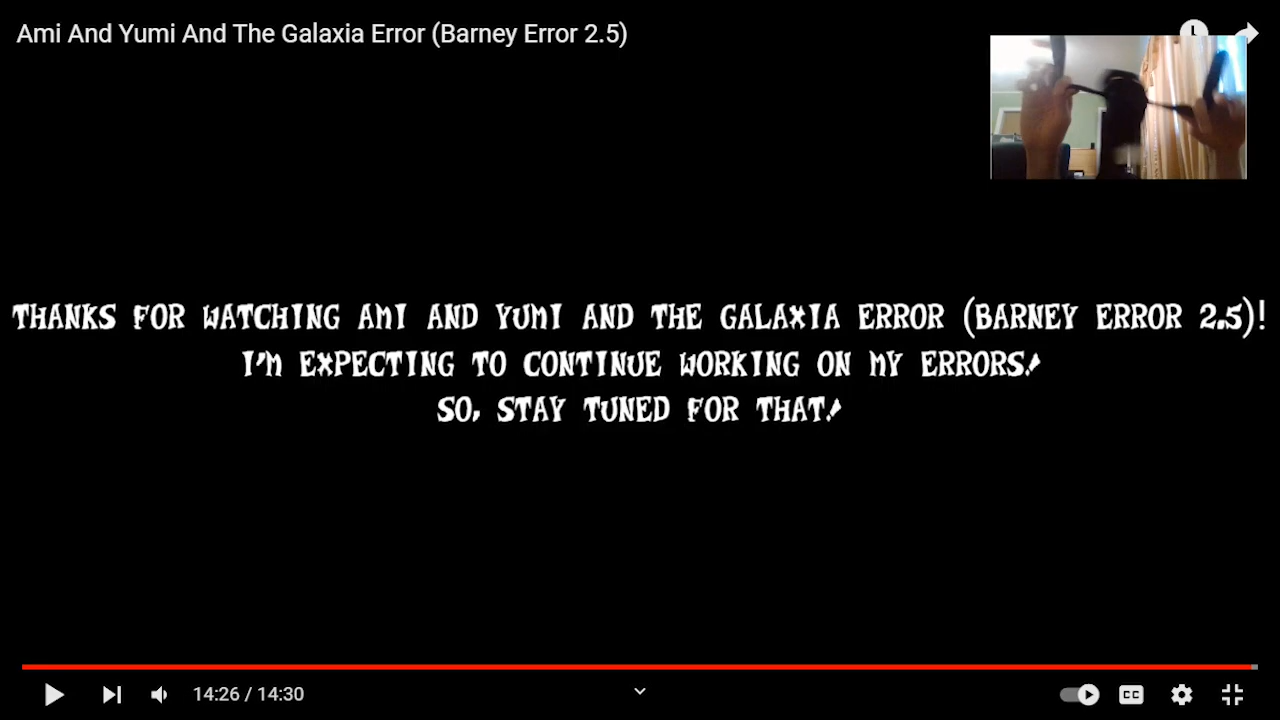 Ami And Yumi And The Galaxia Error (Barney Error 2.5)
THANKS FOR WATCHING AMI AND YUMI AND THE GALAXIA ERROR (BARNEY ERROR 2.5)!
I'M EXPECTING TO CONTINUE WORKING ON MY ERRORS!
SO, STAY TUNED FOR THAT!
14:26 / 14:30
CC